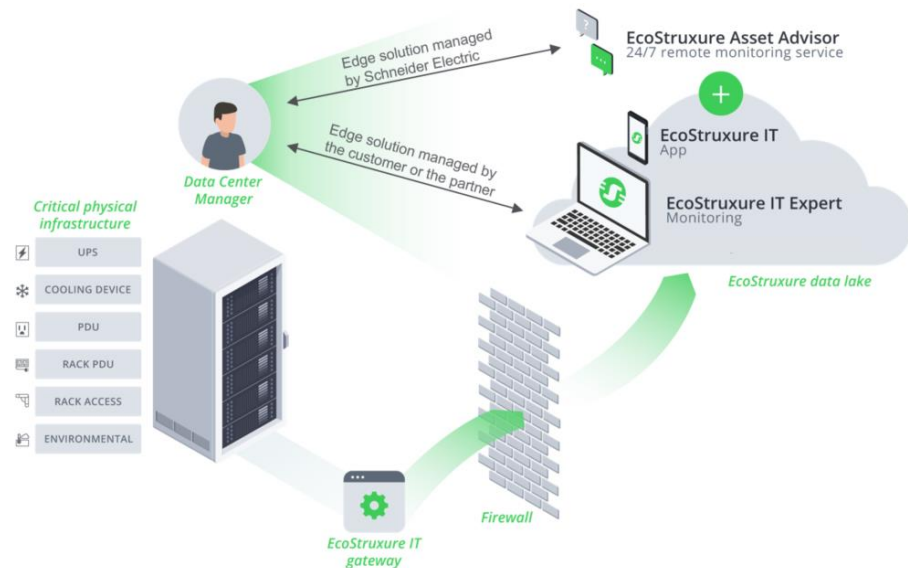 EcoStruxure Asset Advisor
24/7 remote monitoring service
Edge solution managed
by Schneider Electric
?
...
+
EcoStruxure IT
App
Edge solution managed by
the customer or the partner
Data Center
Manager
EcoStruxure IT Expert
Monitoring
EcoStruxure data lake
Critical physical
infrastructure
UPS
COOLING DEVICE
PDU
RACK PDU
RACK ACCESS
ENVIRONMENTAL
Firewall
EcoStruxure IT
gateway